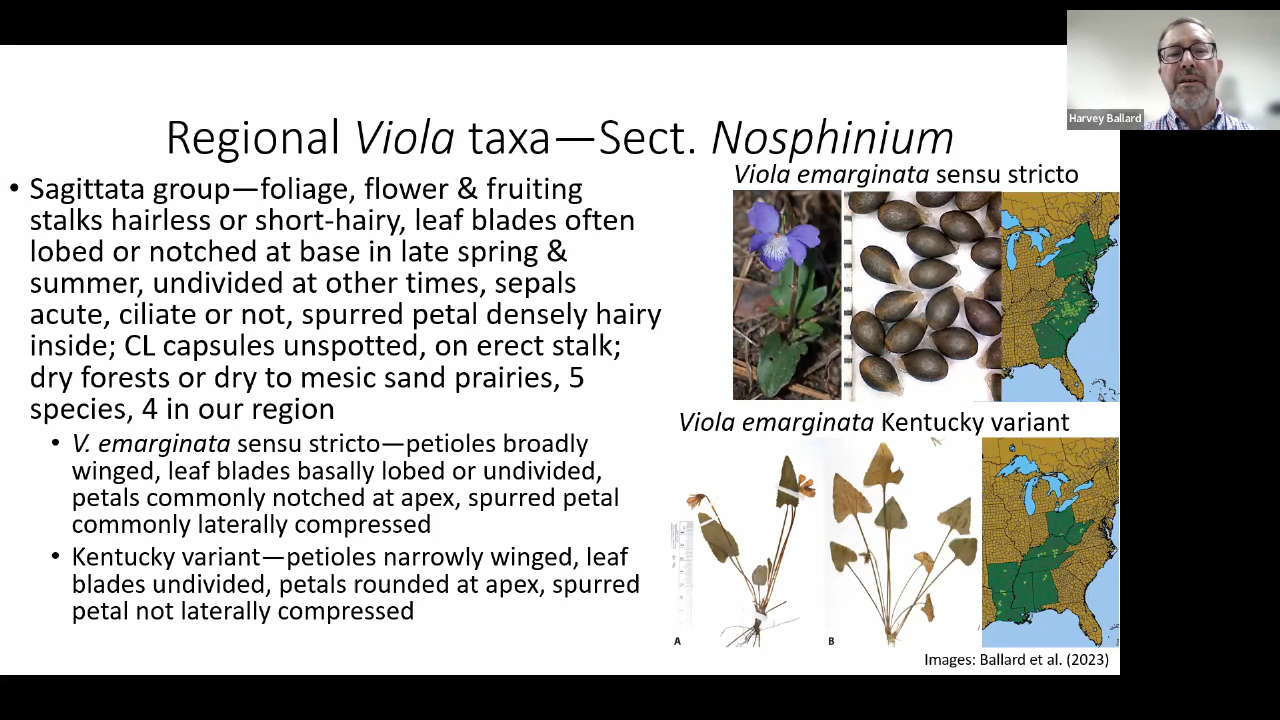 Harvey Ballard
Regional Viola taxa—Sect. Nosphinium
• Sagittata group—foliage, flower & fruiting
stalks hairless or short-hairy, leaf blades often
lobed or notched at base in late spring &
summer, undivided at other times, sepals
acute, ciliate or not, spurred petal densely hairy
inside; CL capsules unspotted, on erect stalk;
dry forests or dry to mesic sand prairies, 5
species, 4 in our region
• V. emarginata sensu stricto—petioles broadly
winged, leaf blades basally lobed or undivided,
petals commonly notched at apex, spurred petal
commonly laterally compressed
• Kentucky variant—petioles narrowly winged, leaf
blades undivided, petals rounded at apex, spurred
petal not laterally compressed
Viola emarginata sensu stricto
Viola emarginata Kentucky variant
A
B
Images: Ballard et al. (2023)